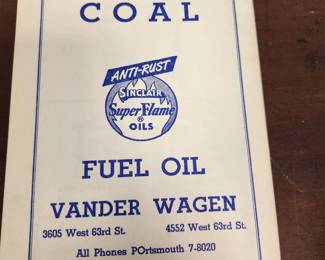 COAL
ANTI-RUST
SINCLAIR
Super Flame
®
OILS
FUEL OIL
VANDER WAGEN
3605 West 63rd St. 4552 West 63rd St.
All Phones POrtsmouth 7-8020